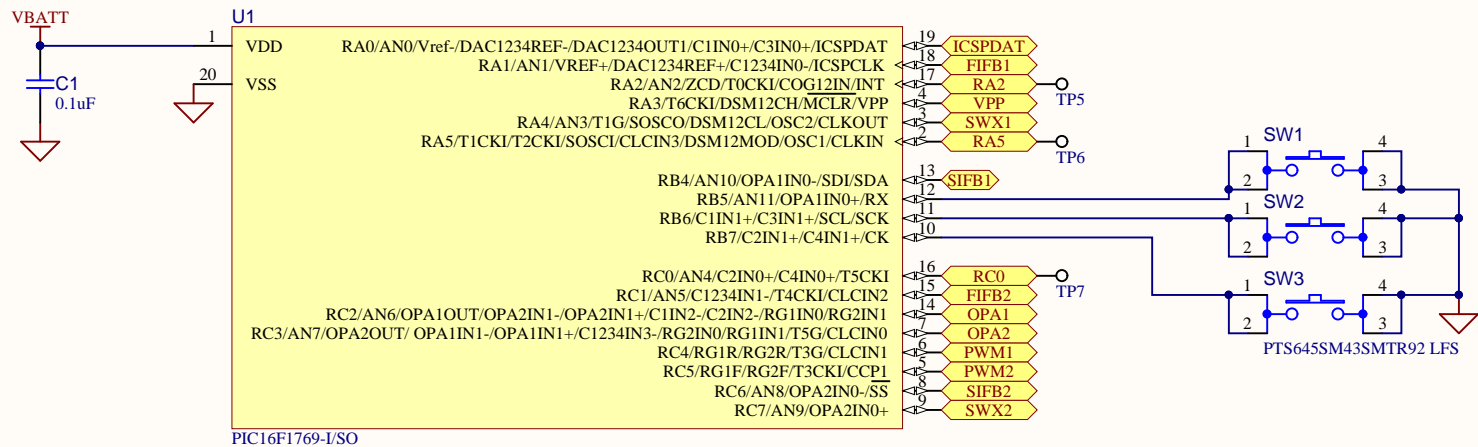 VBATT
C1
0.1uF
U1
1 VDD
20 VSS
RA0/AN0/Vref-/DAC1234REF-/DAC1234OUT1/C1IN0+/C3IN0+/ICSPDAT 19 ICSPDAT
RA1/AN1/VREF+/DAC1234REF+/C1234IN0-/ICSPCLK 18 FIFB1
RA2/AN2/ZCD/T0CKI/COG12IN/INT 17 RA2
TP5
RA3/T6CKI/DSM12CH/MCLR/VPP 4 VPP
RA4/AN3/T1G/SOSCO/DSM12CL/OSC2/CLKOUT 3 SWX1
RA5/T1CKI/T2CKI/SOSCI/CLCIN3/DSM12MOD/OSC1/CLKIN 2 RA5
TP6
RB4/AN10/OPA1IN0-/SDI/SDA 13 SIFB1
RB5/AN11/OPA1IN0+/RX 12
RB6/C1IN1+/C3IN1+/SCL/SCK 11
RB7/C2IN1+/C4IN1+/CK 10
RC0/AN4/C2IN0+/C4IN0+/T5CKI 16 RC0
TP7
RC1/AN5/C1234IN1-/T4CKI/CLCIN2 15 FIFB2
RC2/AN6/OPA1OUT/OPA2IN1-/OPA2IN1+/C1IN2-/C2IN2-/RG1IN0/RG2IN1 14 OPA1
RC3/AN7/OPA2OUT/ OPA1IN1-/OPA1IN1+/C1234IN3-/RG2IN0/RG1IN1/T5G/CLCIN0 7 OPA2
RC4/RG1R/RG2R/T3G/CLCIN1 6 PWM1
RC5/RG1F/RG2F/T3CKI/CCP1 5 PWM2
RC6/AN8/OPA2IN0-/SS 8 SIFB2
RC7/AN9/OPA2IN0+ 9 SWX2
PIC16F1769-I/SO
SW1
1 4
2 3
SW2
1 4
2 3
SW3
1 4
2 3
PTS645SM43SMTR92 LFS